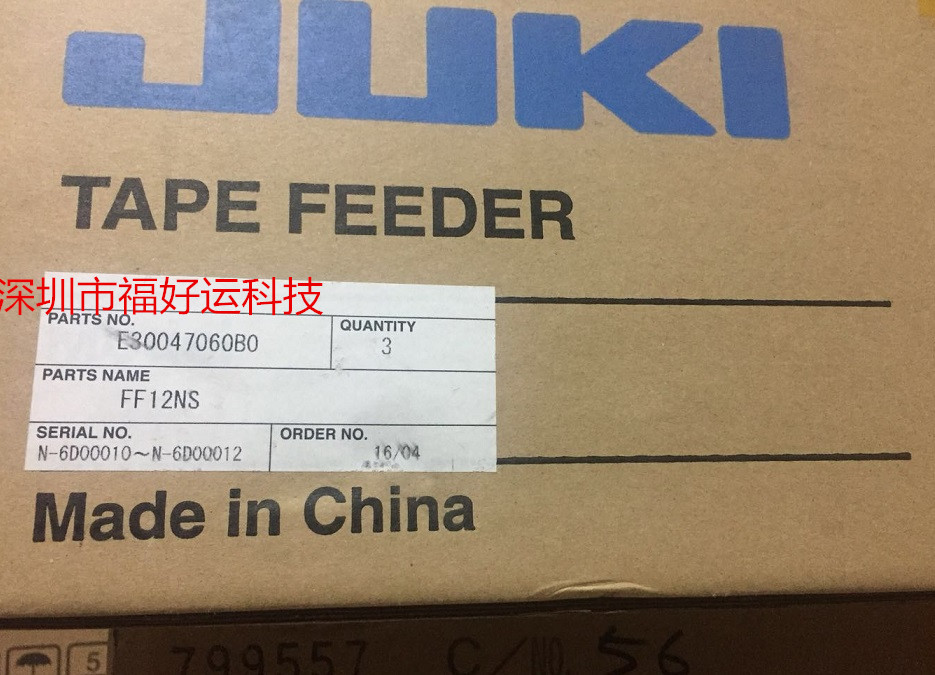 JUKI
TAPE FEEDER
深圳市福好运科技
PARTS NO.
E30047060B0
QUANTITY
3
PARTS NAME
FF12NS
SERIAL NO.
N-6D00010～N-6D00012
ORDER NO.
16/04
Made in China
5
799557 C/NO. 56